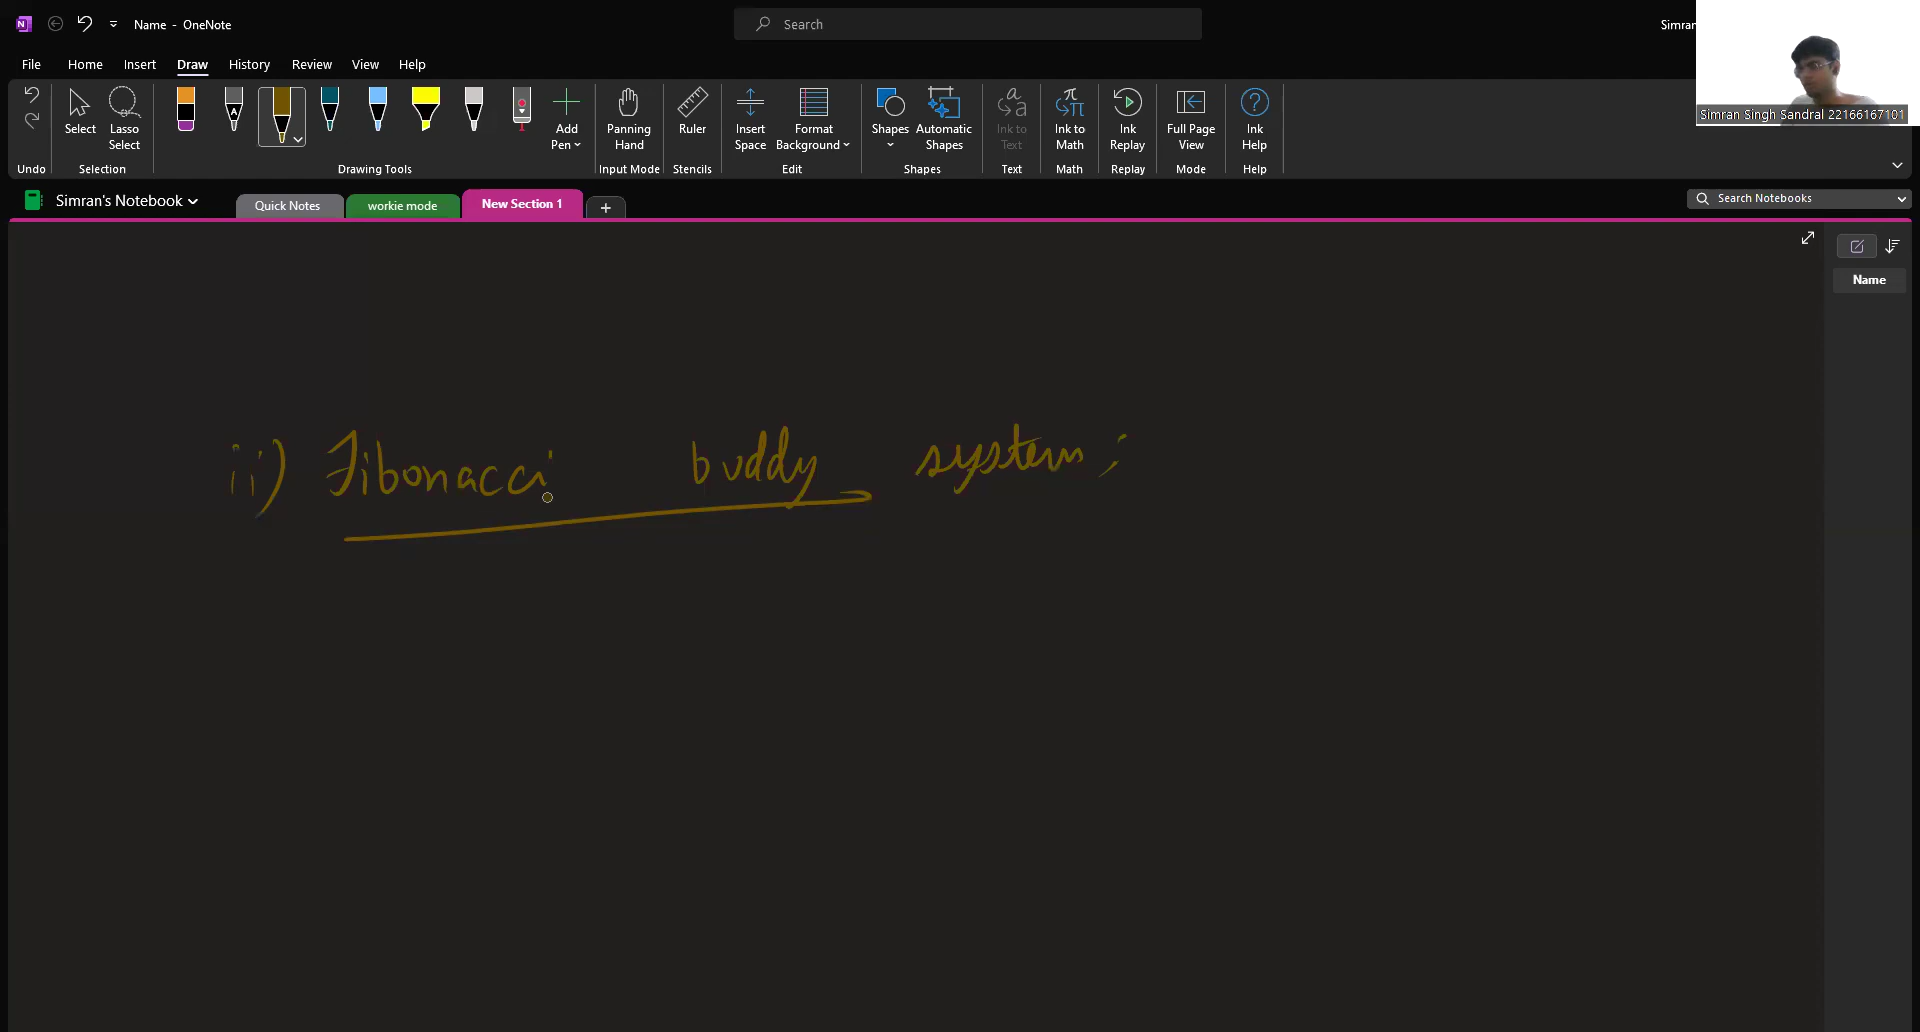 Name - OneNote
Search
Simran
File Home Insert Draw History Review View Help
Undo
Select
Lasso Select
Selection
A
Drawing Tools
Add Pen
Panning Hand
Input Mode
Ruler
Stencils
Insert Space
Format Background
Edit
Shapes
Automatic Shapes
Shapes
Ink to Text
Text
Ink to Math
Math
Ink Replay
Replay
Full Page View
Mode
Ink Help
Help
Simran Singh Sandral 22166167101
Simran's Notebook
Quick Notes
workie mode
New Section 1
Search Notebooks
Name
ii) Fibonacci buddy system;